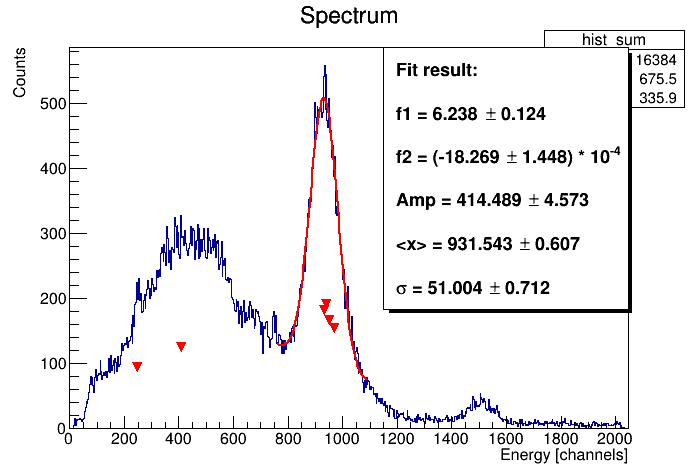 Spectrum
hist_sum
16384
675.5
335.9
Fit result:
f1 = 6.238 ± 0.124
f2 = (-18.269 ± 1.448) * 10⁻⁴
Amp = 414.489 ± 4.573
<x> = 931.543 ± 0.607
σ = 51.004 ± 0.712
Counts
500
400
300
200
100
0
0 200 400 600 800 1000 1200 1400 1600 1800 2000
Energy [channels]